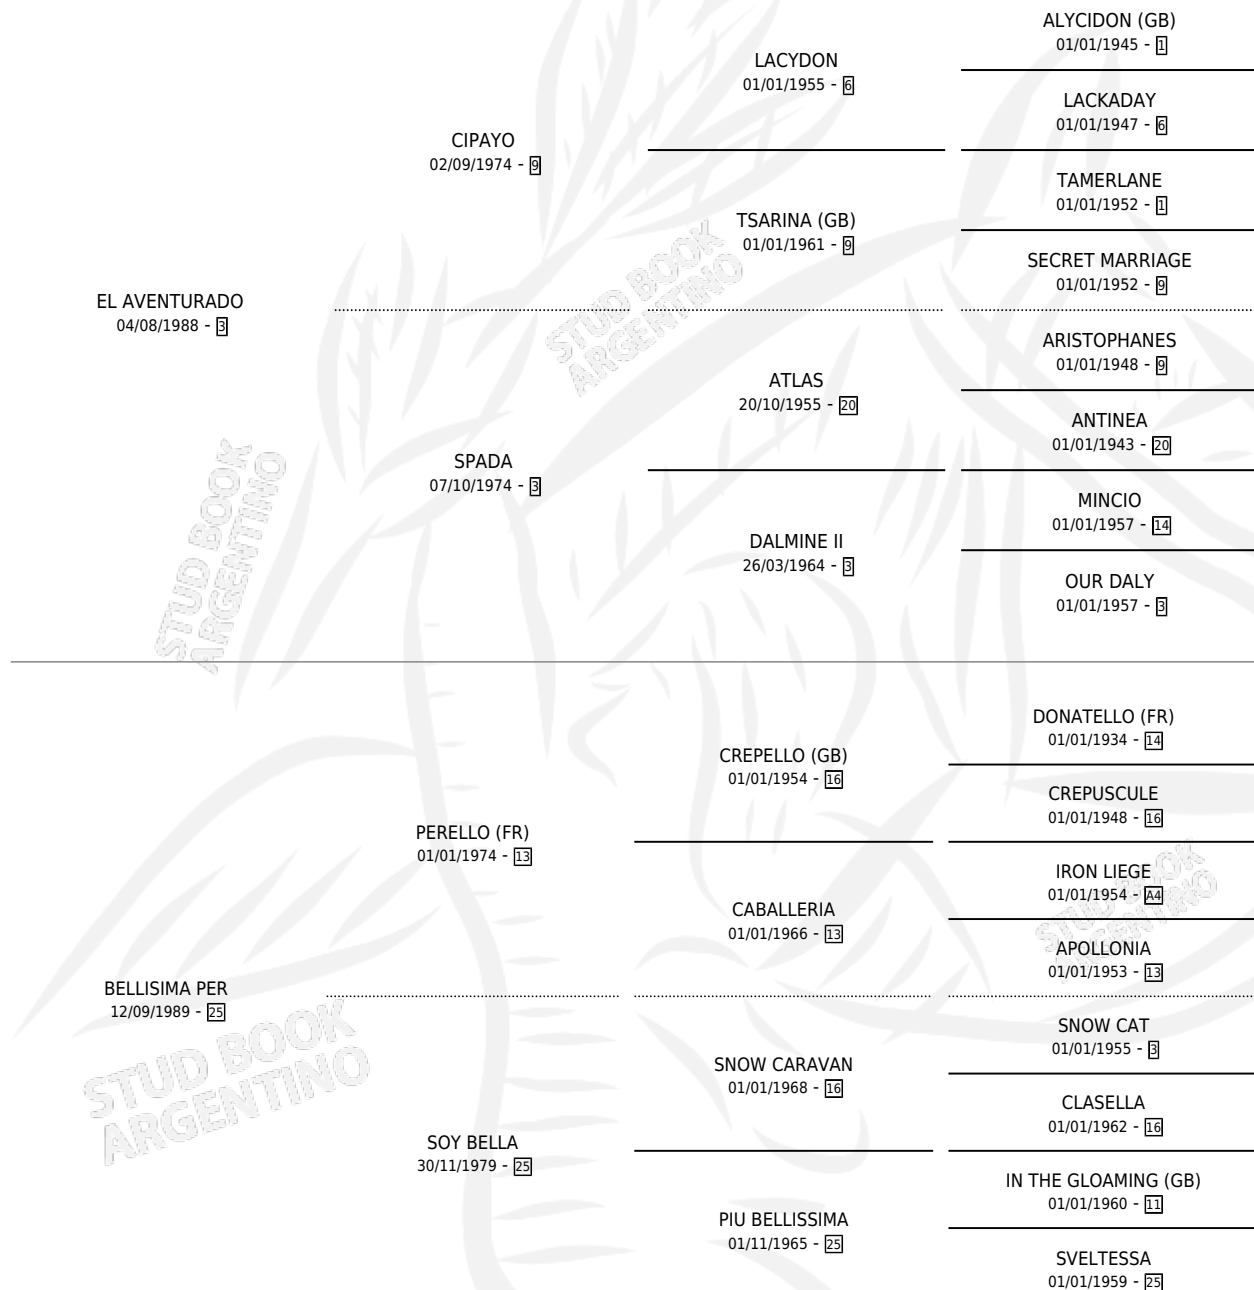 ALYCIDON (GB)
01/01/1945 - 1
LACYDON
01/01/1955 - 6
LACKADAY
01/01/1947 - 6
CIPAYO
02/09/1974 - 9
TAMERLANE
01/01/1952 - 1
TSARINA (GB)
01/01/1961 - 9
SECRET MARRIAGE
01/01/1952 - 9
EL AVENTURADO
04/08/1988 - 3
STUD BOOK
ARGENTINO
ARISTOPHANES
01/01/1948 - 9
ATLAS
20/10/1955 - 20
ANTINEA
01/01/1943 - 20
SPADA
07/10/1974 - 3
MINCIO
01/01/1957 - 14
DALMINE II
26/03/1964 - 3
OUR DALY
01/01/1957 - 3
STUD BOOK
ARGENTINO
DONATELLO (FR)
01/01/1934 - 14
CREPELLO (GB)
01/01/1954 - 16
CREPUSCULE
01/01/1948 - 16
PERELLO (FR)
01/01/1974 - 13
IRON LIEGE
01/01/1954 - A4
CABALLERIA
01/01/1966 - 13
STUD BOOK
ARGENTINO
APOLLONIA
01/01/1953 - 13
BELLISIMA PER
12/09/1989 - 25
SNOW CAT
01/01/1955 - 3
SNOW CARAVAN
01/01/1968 - 16
CLASELLA
01/01/1962 - 16
STUD BOOK
ARGENTINO
SOY BELLA
30/11/1979 - 25
IN THE GLOAMING (GB)
01/01/1960 - 11
PIU BELLISSIMA
01/11/1965 - 25
SVELTESSA
01/01/1959 - 25